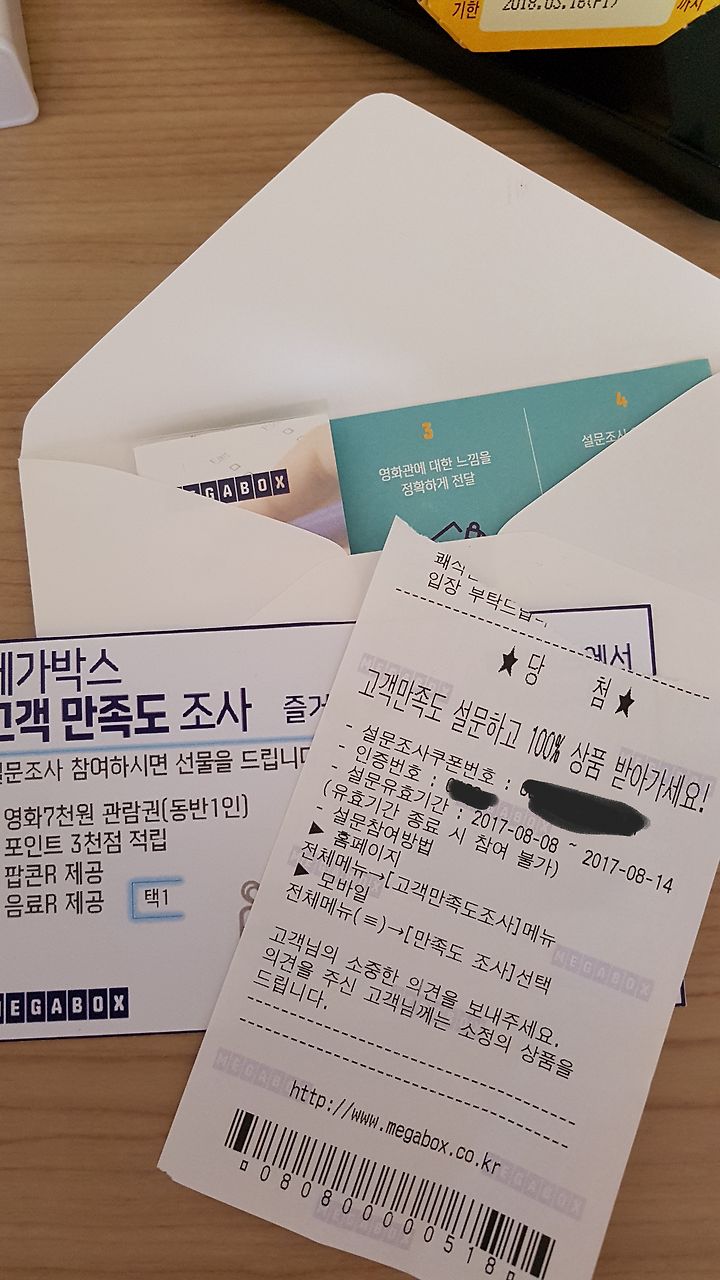 기한
2018.03.16(FRI)
까지
MEGABOX
3
영화관에 대한 느낌을
정확하게 전달
4
설문조사
입장
메가박스
에서
고객 만족도 조사
설문조사 참여하시면 선물을 드립니다
영화7천원 관람권(동반1인)
포인트 3천점 적립
팝콘R 제공
음료R 제공
택1
MEGABOX
★당 첨★
고객만족도 설문하고 100% 상품 받아가세요!
- 설문조사쿠폰번호 :
- 인증번호 :
- 설문유효기간 : 2017-08-08 ~ 2017-08-14
(유효기간 종료 시 참여 불가)
- 설문참여방법
▶ 홈페이지
전체메뉴→[고객만족도조사]메뉴
▶ 모바일
전체메뉴(≡)→[만족도 조사]선택
고객님의 소중한 의견을 보내주세요.
의견을 주신 고객님께는 소정의 상품을
드립니다.
http://www.megabox.co.kr
0808000051​8